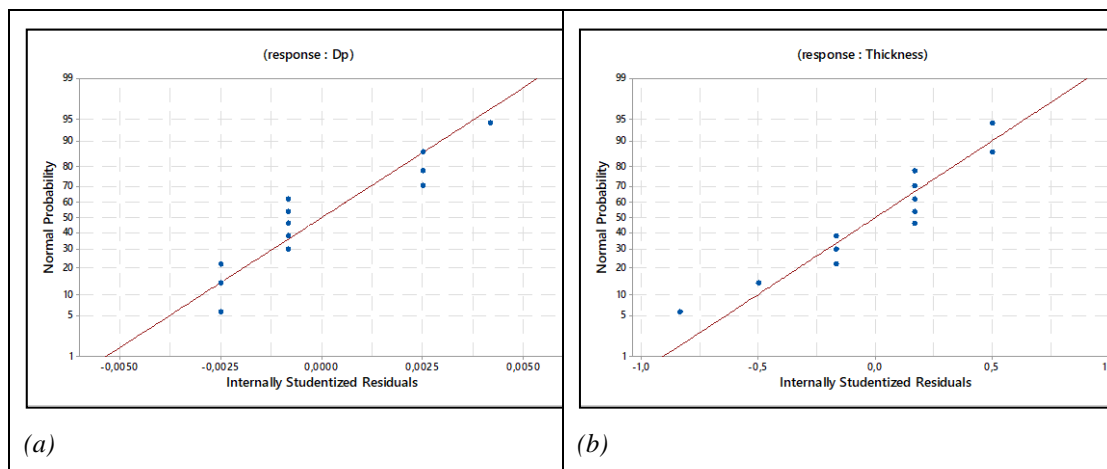 (response : Dp)
99
95
90
80
70
60
50
40
30
20
10
5
1
Normal Probability
-0,0050 -0,0025 0,0000 0,0025 0,0050
Internally Studentized Residuals
(a)
(response : Thickness)
99
95
90
80
70
60
50
40
30
20
10
5
1
Normal Probability
-1,0 -0,5 0,0 0,5 1
Internally Studentized Residuals
(b)